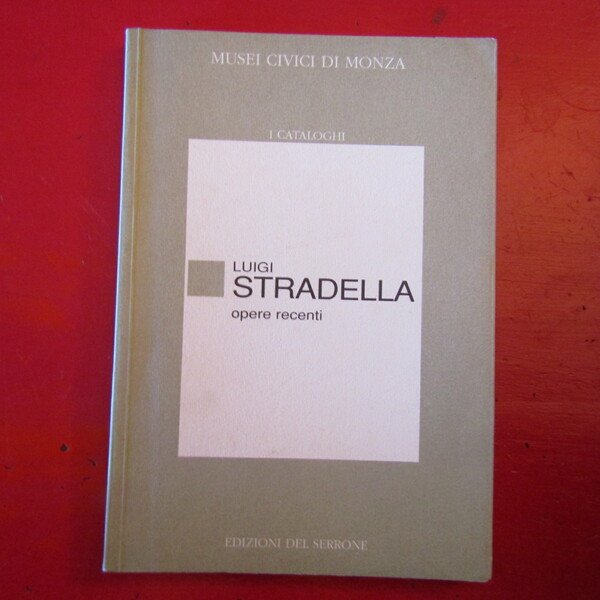 MUSEI CIVICI DI MONZA
I CATALOGHI
LUIGI
STRADELLA
opere recenti
EDIZIONI DEL SERRONE